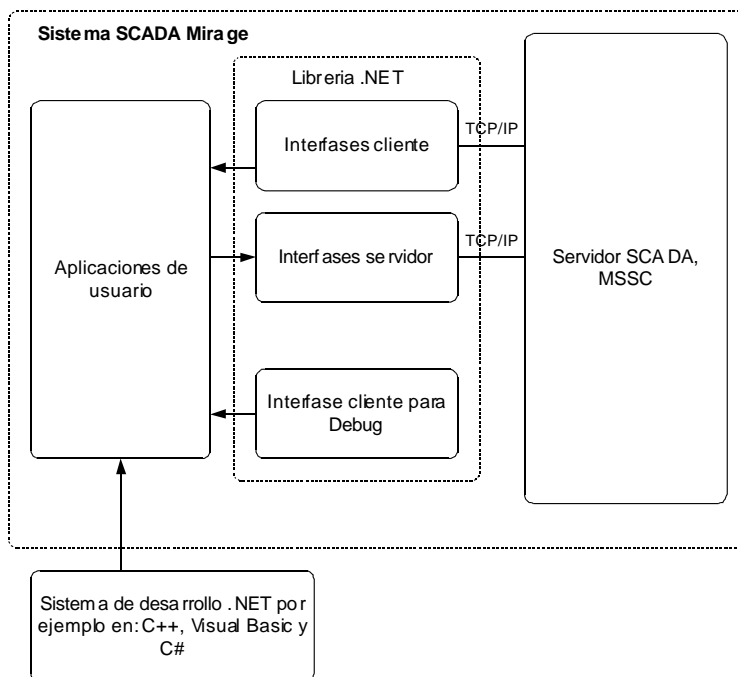 Sistema SCADA Mirage
Libreria .NET
Interfases cliente
TCP/IP
Aplicaciones de
usuario
Interfases servidor
TCP/IP
Servidor SCADA,
MSSC
Interfase cliente para
Debug
Sistema de desarrollo .NET por
ejemplo en: C++, Visual Basic y
C#